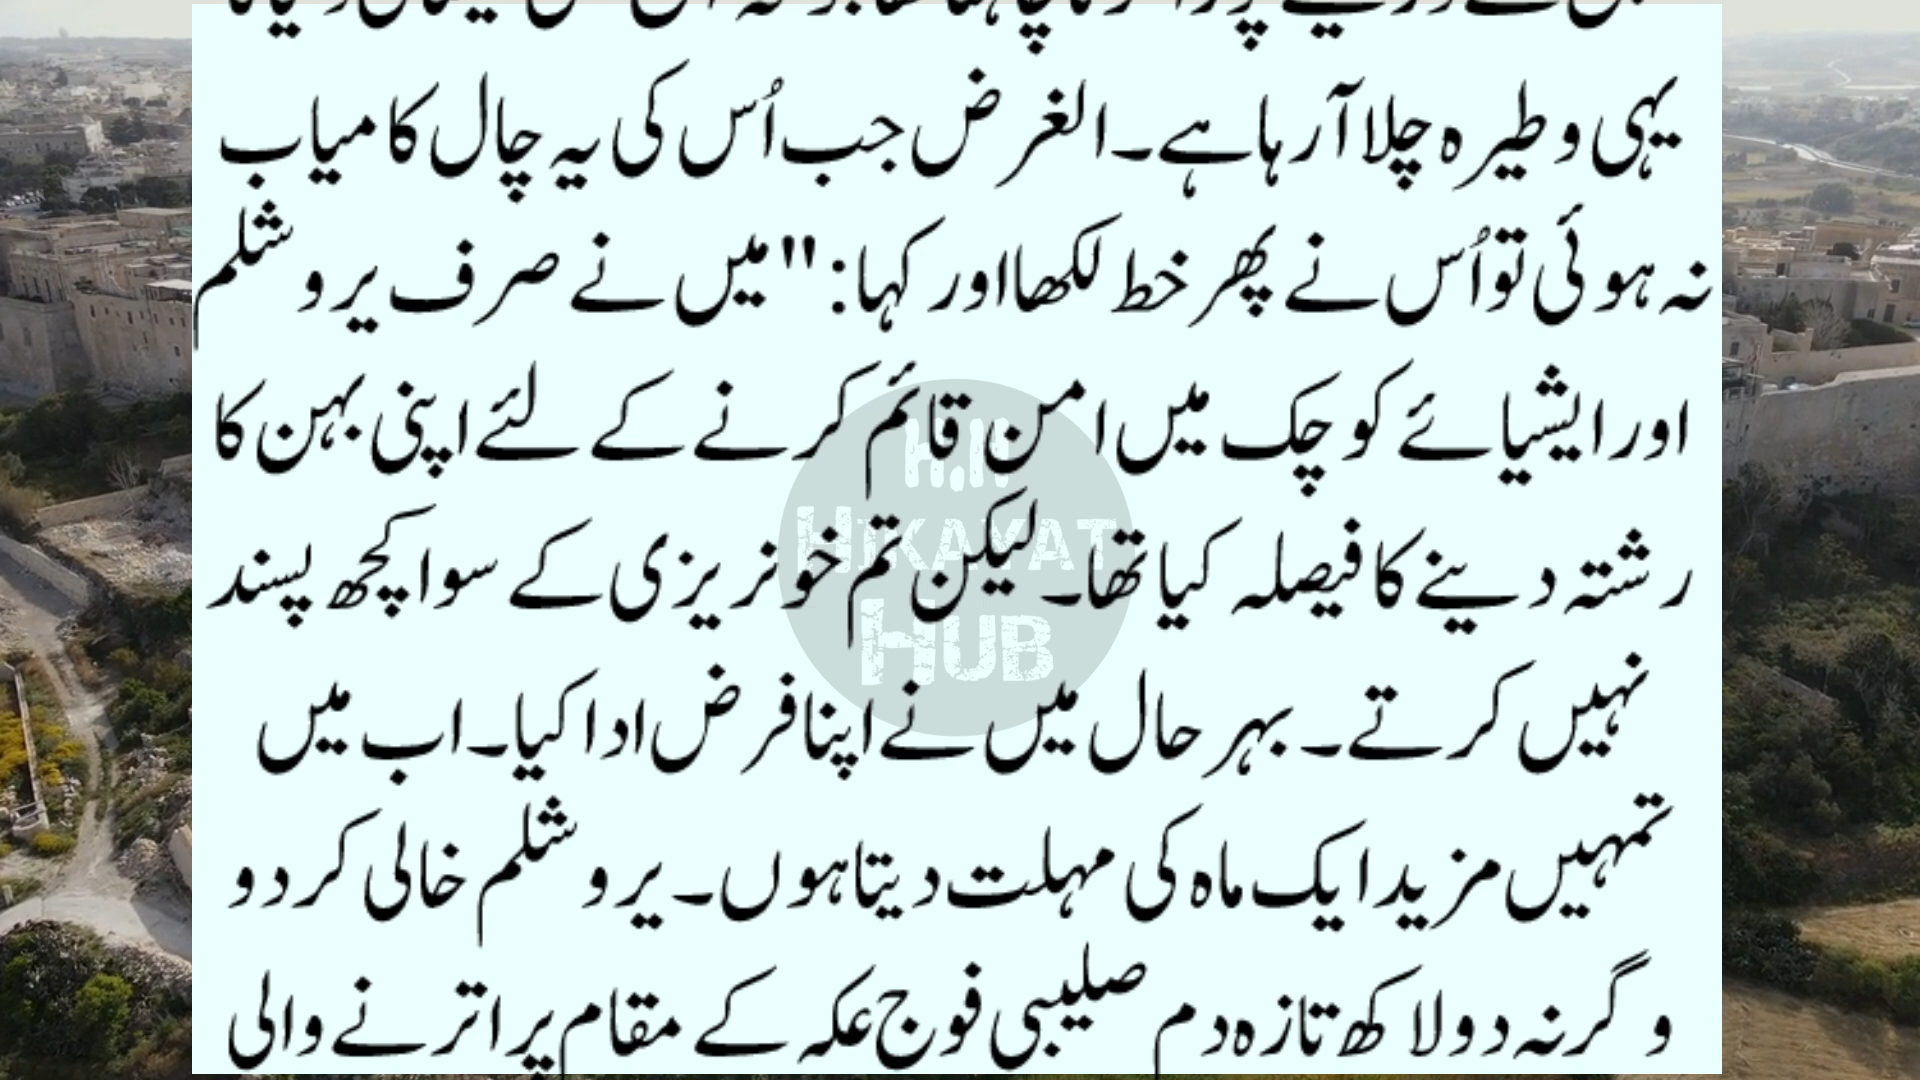 یہی وطیرہ چلا آرہا ہے۔ الغرض جب اُس کی یہ چال کامیاب
نہ ہوئی تو اُس نے پھر خط لکھا اور کہا: "میں نے صرف یروشلم
اور ایشیائے کوچک میں امن قائم کرنے کے لئے اپنی بہن کا
رشتہ دینے کا فیصلہ کیا تھا۔ لیکن تم خونریزی کے سوا کچھ پسند
نہیں کرتے۔ بہرحال میں نے اپنا فرض ادا کیا۔ اب میں
تمہیں مزید ایک ماہ کی مہلت دیتا ہوں۔ یروشلم خالی کر دو
وگرنہ دو لاکھ تازہ دم صلیبی فوج عکہ کے مقام پر اترنے والی
H.H
HIKAYAT
HUB